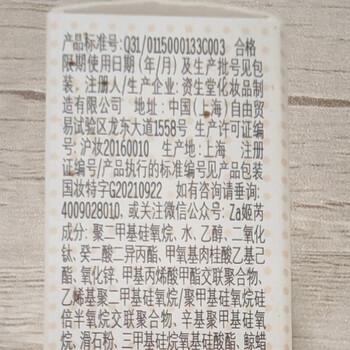 产品标准号:Q31/0115000133C003 合格
限期使用日期(年/月)及生产批号见包
装, 注册人/生产企业: 资生堂化妆品制
造有限公司 地址: 中国(上海)自由贸
易试验区龙东大道1558号 生产许可证编
号: 沪妆20160010 生产地: 上海 注册
证编号/产品执行的标准编号见产品包装
国妆特字G20210922 如有咨询请垂询:
4009028010, 或关注微信公众号: Za姬芮
成分: 聚二甲基硅氧烷、水、乙醇、二氧化
钛、癸二酸二异丙酯、甲氧基肉桂酸乙基己
酯、氧化锌、甲基丙烯酸甲酯交联聚合物、
乙烯基聚二甲基硅氧烷/聚甲基硅氧烷硅
倍半氧烷交联聚合物、辛基聚甲基硅氧
烷、滑石粉、三甲基硅烷氧基硅酸酯、鲸蜡